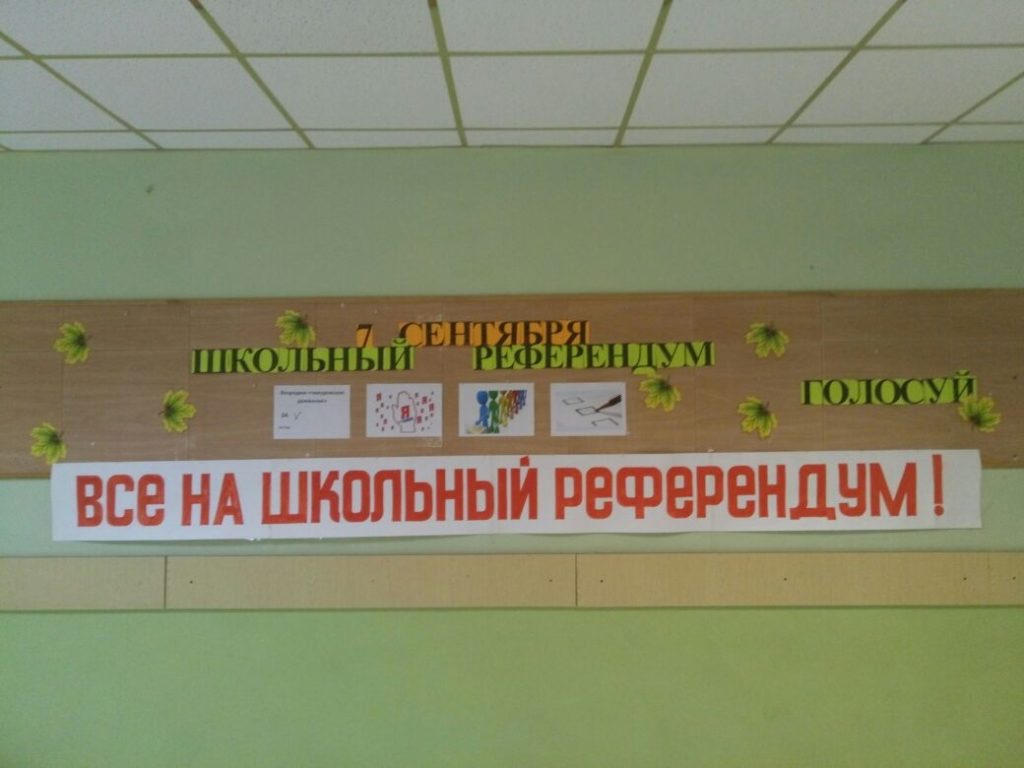 7 СЕНТЯБРЯ
ШКОЛЬНЫЙ РЕФЕРЕНДУМ
ГОЛОСУЙ
Я
ВСЕ НА ШКОЛЬНЫЙ РЕФЕРЕНДУМ!